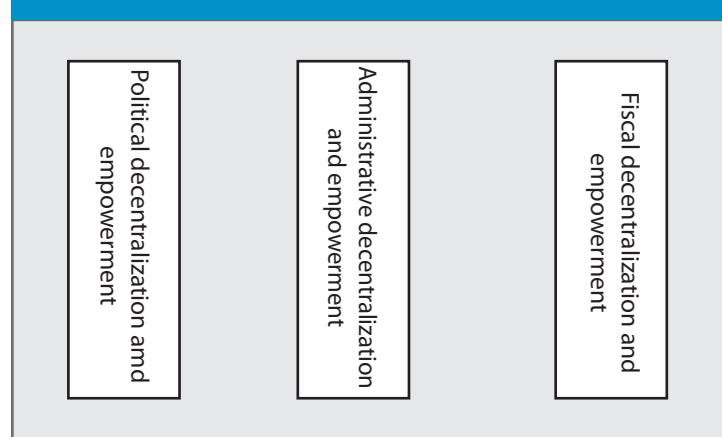 Political decentralization amd
empowerment
Administrative decentralization
and empowerment
Fiscal decentralization and
empowerment